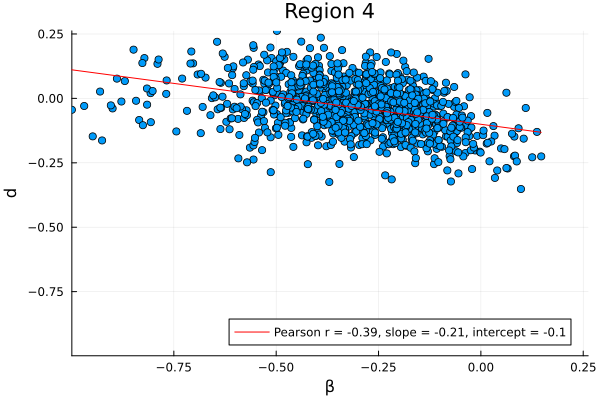 Region 4
0.25
0.00
−0.25
−0.50
−0.75
d
Pearson r = -0.39, slope = -0.21, intercept = -0.1
−0.75 −0.50 −0.25 0.00 0.25
β